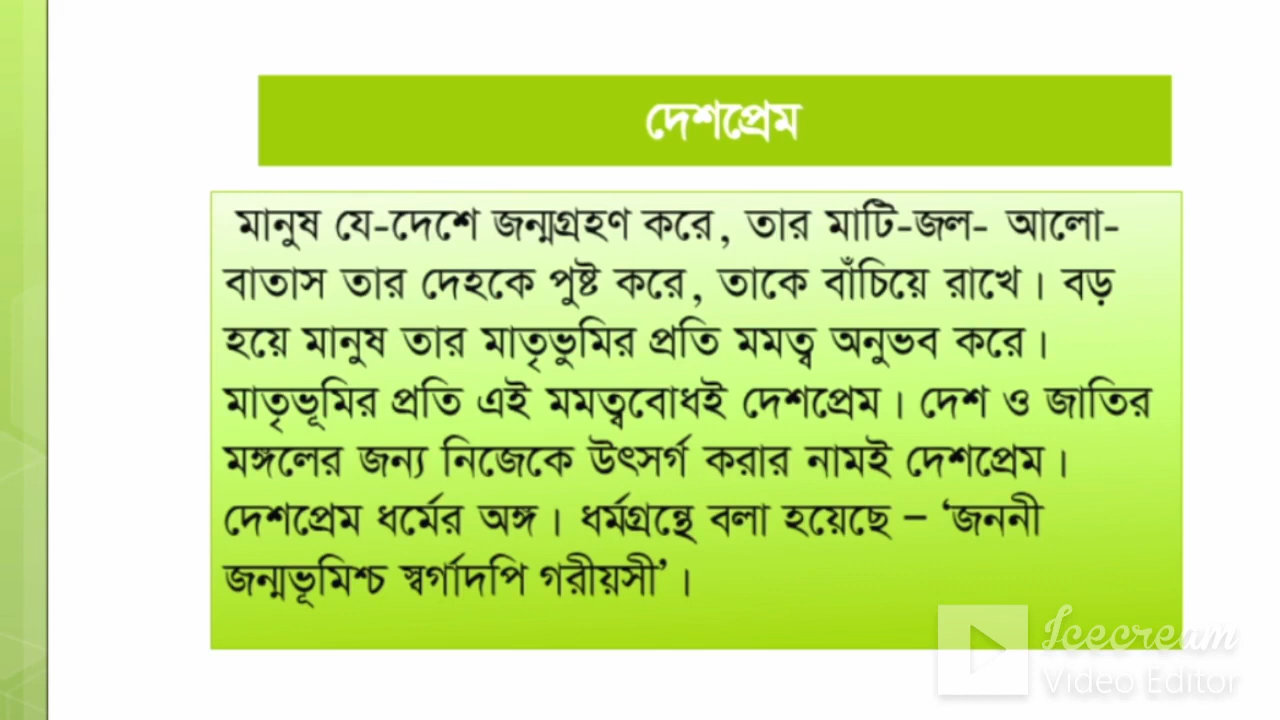 দেশপ্রেম
মানুষ যে-দেশে জন্মগ্রহণ করে, তার মাটি-জল- আলো-
বাতাস তার দেহকে পুষ্ট করে, তাকে বাঁচিয়ে রাখে। বড়
হয়ে মানুষ তার মাতৃভুমির প্রতি মমত্ব অনুভব করে।
মাতৃভূমির প্রতি এই মমত্ববোধই দেশপ্রেম। দেশ ও জাতির
মঙ্গলের জন্য নিজেকে উৎসর্গ করার নামই দেশপ্রেম।
দেশপ্রেম ধর্মের অঙ্গ। ধর্মগ্রন্থে বলা হয়েছে – ‘জননী
জন্মভূমিশ্চ স্বর্গাদপি গরীয়সী’।
Icecream
Video Editor